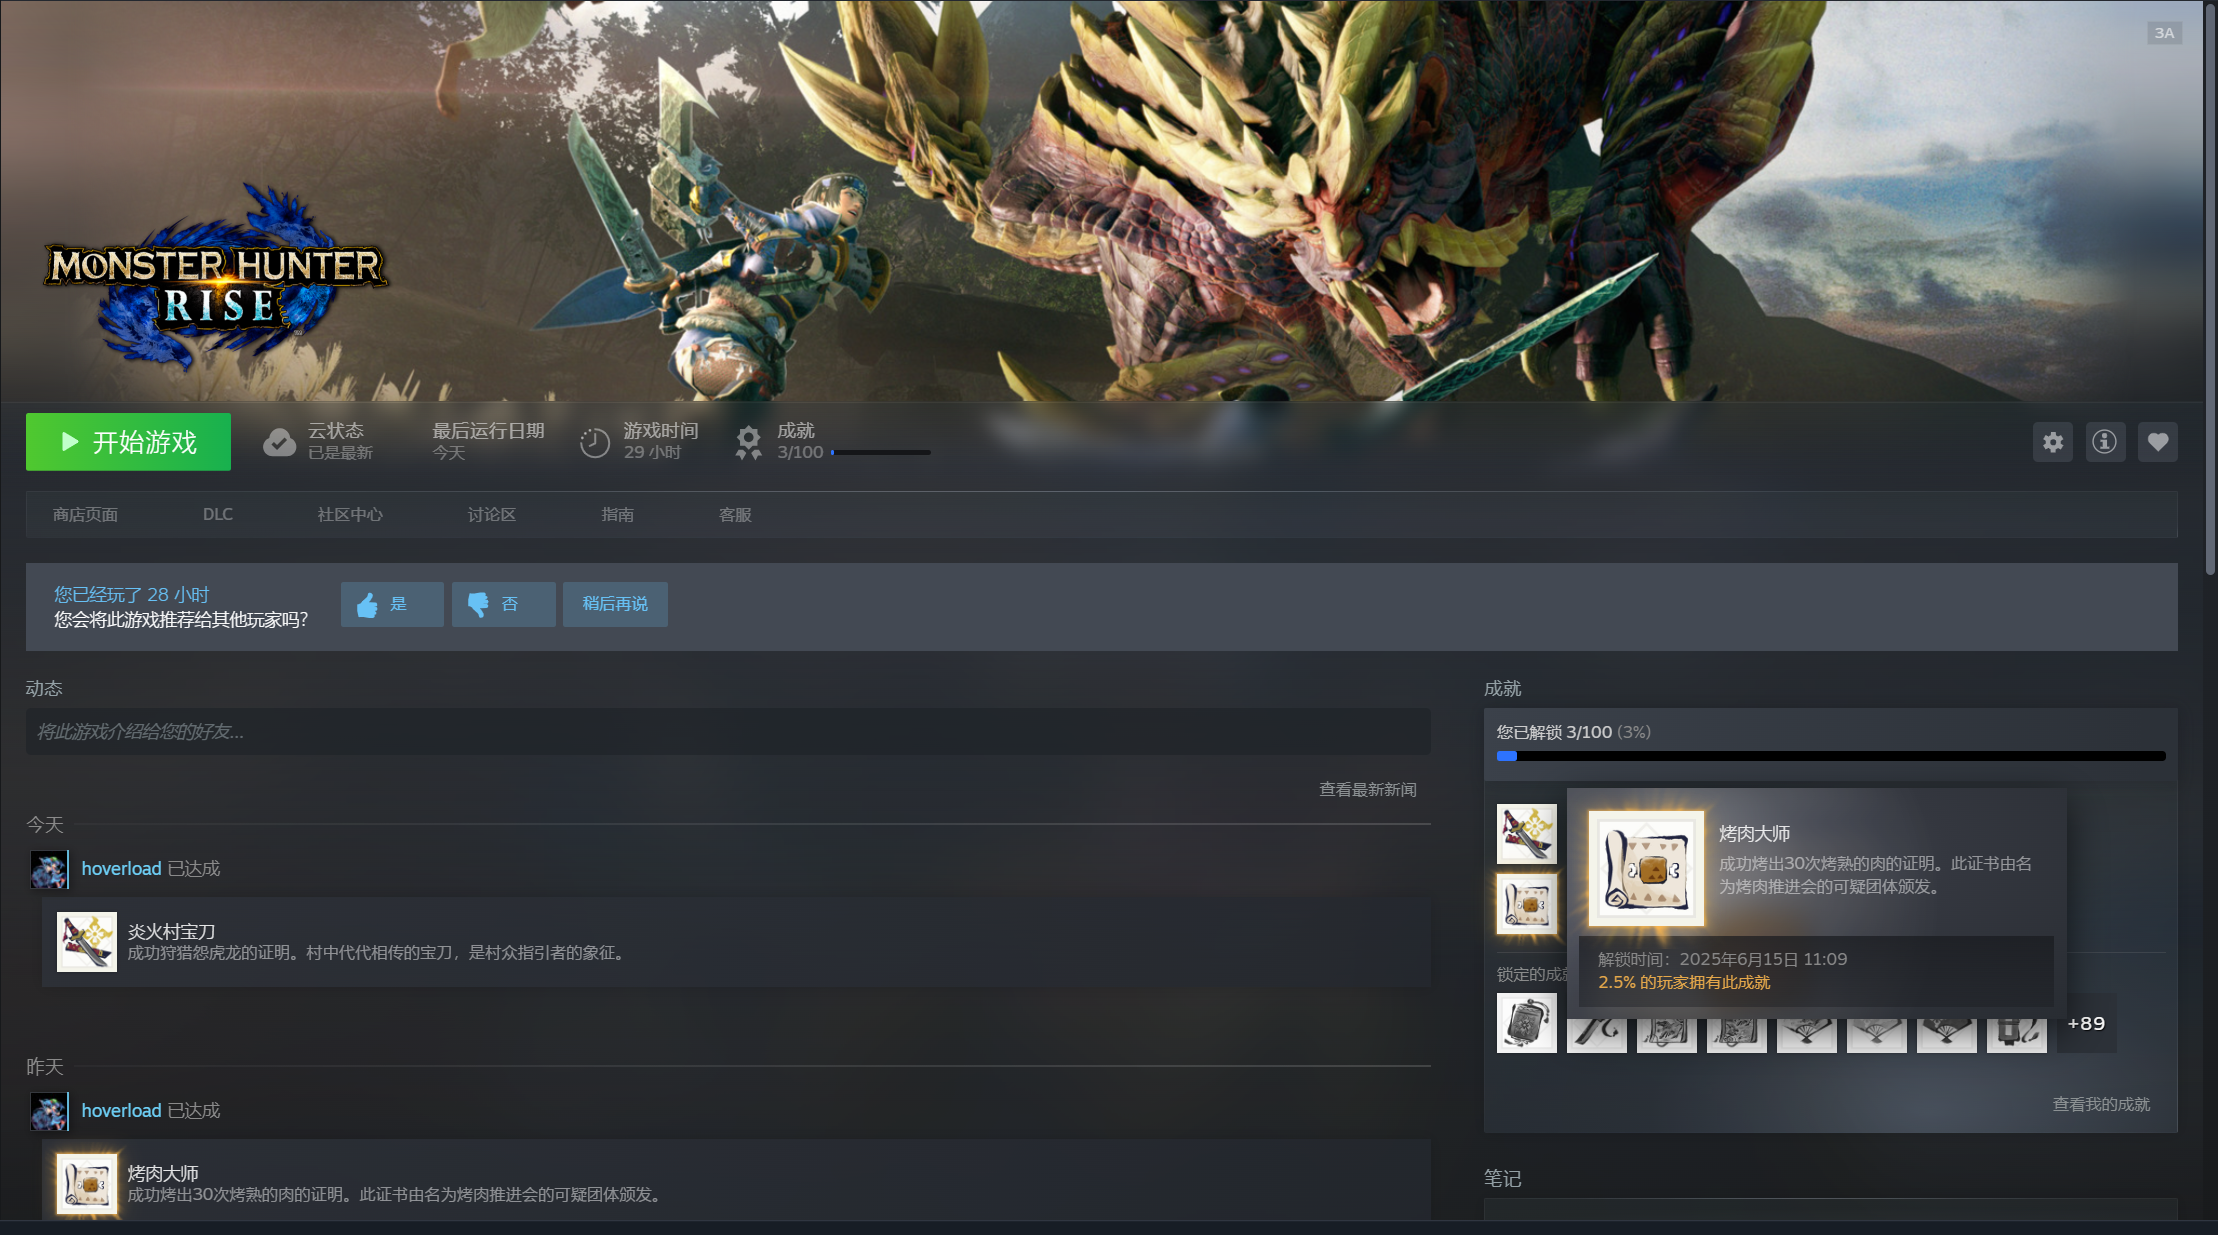 3A
MONSTER HUNTER
RISE
开始游戏
云状态
已是最新
最后运行日期
今天
游戏时间
29 小时
成就
3/100
商店页面
DLC
社区中心
讨论区
指南
客服
您已经玩了 28 小时
您会将此游戏推荐给其他玩家吗？
是
否
稍后再说
动态
将此游戏介绍给您的好友...
查看最新新闻
今天
hoverload 已达成
炎火村宝刀
成功狩猎怨虎龙的证明。村中代代相传的宝刀，是村众指引者的象征。
昨天
hoverload 已达成
烤肉大师
成功烤出30次烤熟的肉的证明。此证书由名为烤肉推进会的可疑团体颁发。
成就
您已解锁 3/100 (3%)
烤肉大师
成功烤出30次烤熟的肉的证明。此证书由名
为烤肉推进会的可疑团体颁发。
解锁时间：2025年6月15日 11:09
2.5% 的玩家拥有此成就
锁定的成
+89
查看我的成就
笔记